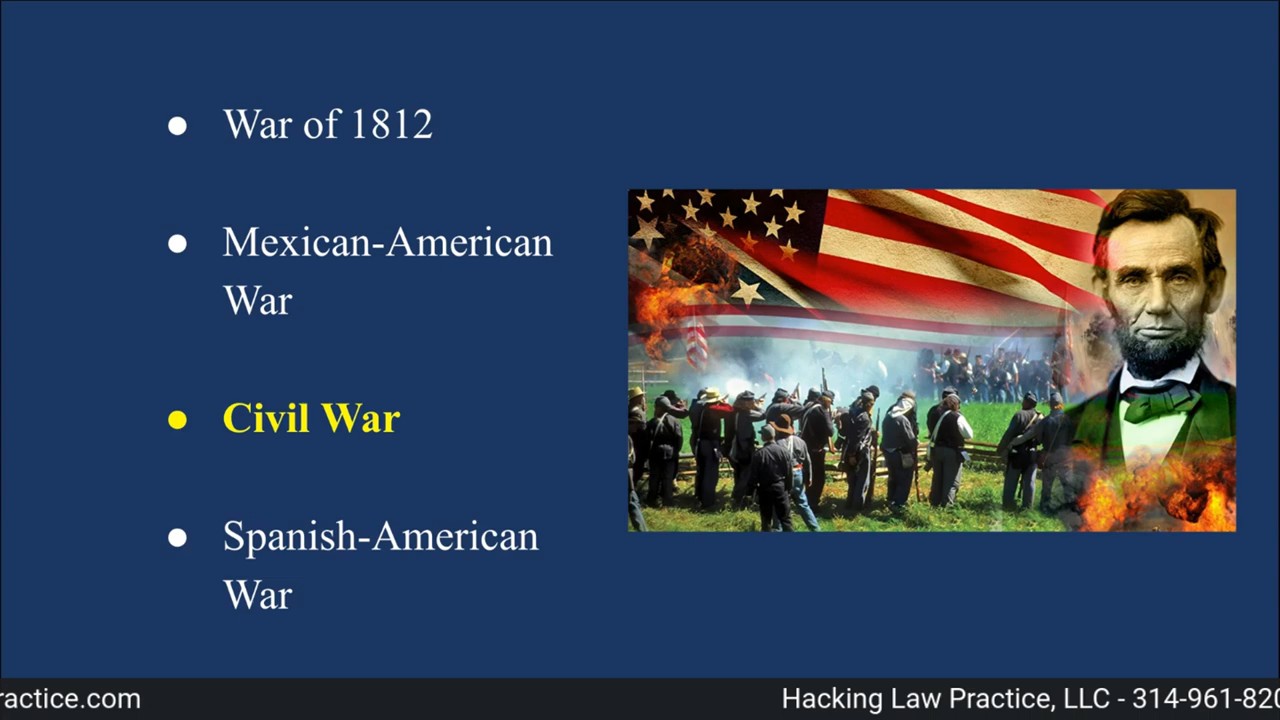 ● War of 1812
● Mexican-American
War
● Civil War
● Spanish-American
War
ractice.com
Hacking Law Practice, LLC - 314-961-820